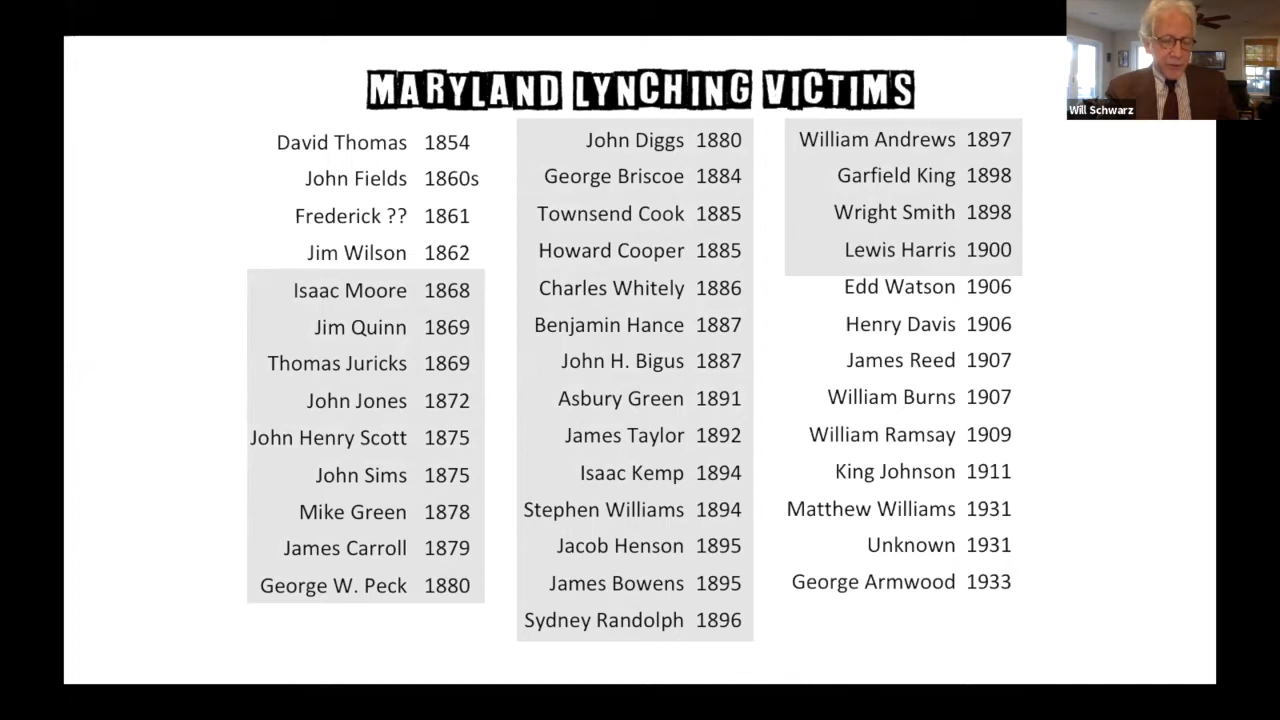 MARYLAND LYNCHING VICTIMS
Will Schwarz
David Thomas 1854
John Fields 1860s
Frederick ?? 1861
Jim Wilson 1862
Isaac Moore 1868
Jim Quinn 1869
Thomas Juricks 1869
John Jones 1872
John Henry Scott 1875
John Sims 1875
Mike Green 1878
James Carroll 1879
George W. Peck 1880
John Diggs 1880
George Briscoe 1884
Townsend Cook 1885
Howard Cooper 1885
Charles Whitely 1886
Benjamin Hance 1887
John H. Bigus 1887
Asbury Green 1891
James Taylor 1892
Isaac Kemp 1894
Stephen Williams 1894
Jacob Henson 1895
James Bowens 1895
Sydney Randolph 1896
William Andrews 1897
Garfield King 1898
Wright Smith 1898
Lewis Harris 1900
Edd Watson 1906
Henry Davis 1906
James Reed 1907
William Burns 1907
William Ramsay 1909
King Johnson 1911
Matthew Williams 1931
Unknown 1931
George Armwood 1933